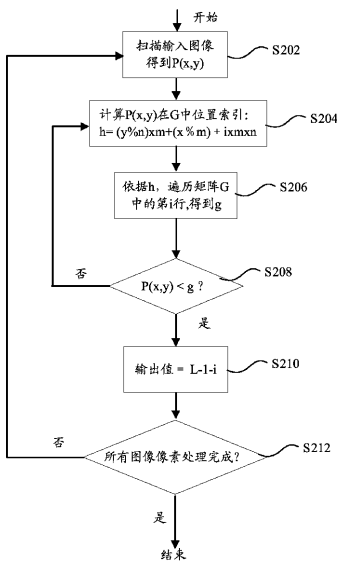 开始
扫描输入图像
得到P(x,y)
S202
计算P(x,y)在G中位置索引:
h= (y%n)xm+(x%m) + ixmxn
S204
依据h，遍历矩阵G
中的第i行,得到g
S206
否
P(x,y) < g ?
S208
是
输出值 = L-1-i
S210
否
所有图像像素处理完成?
S212
是
结束